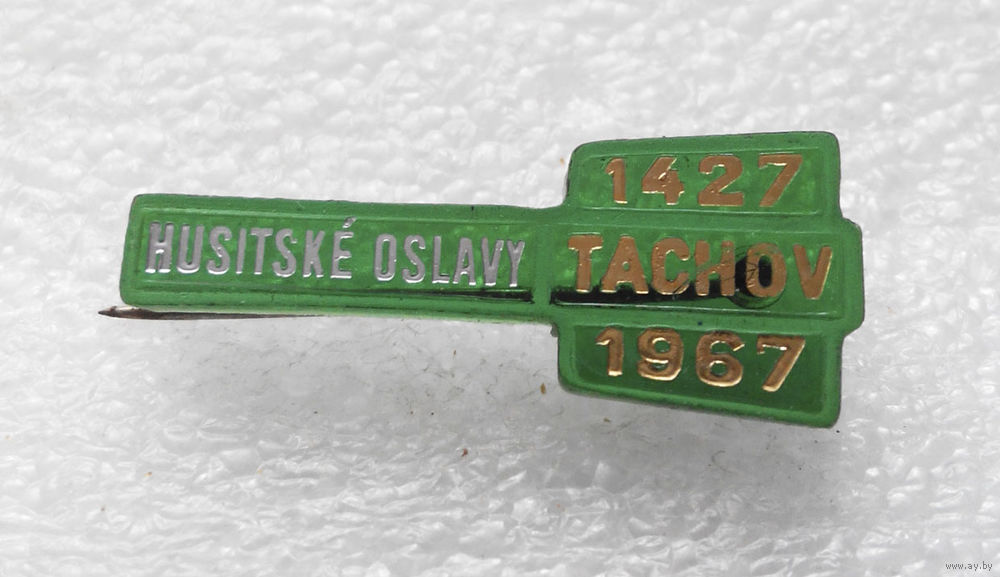 1427
HUSITSKÉ OSLAVY TACHOV
1967
www.ay.by